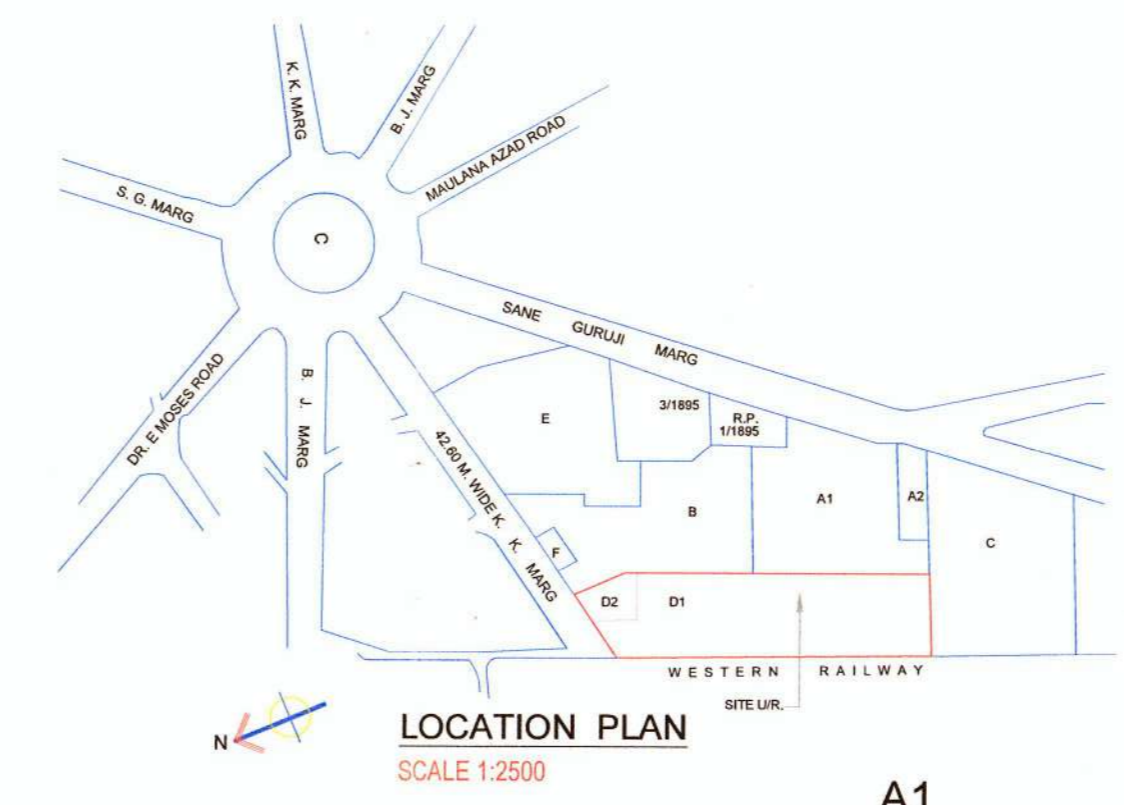 K. K. MARG
B. J. MARG
MAULANA AZAD ROAD
S. G. MARG
C
SANE GURUJI MARG
DR. E MOSES ROAD
B. J. MARG
42.60 M. WIDE K. K. MARG
E
3/1895
R.P.
1/1895
B
A1
A2
C
F
D2
D1
WESTERN RAILWAY
SITE U/R.
N
LOCATION PLAN
SCALE 1:2500
A1